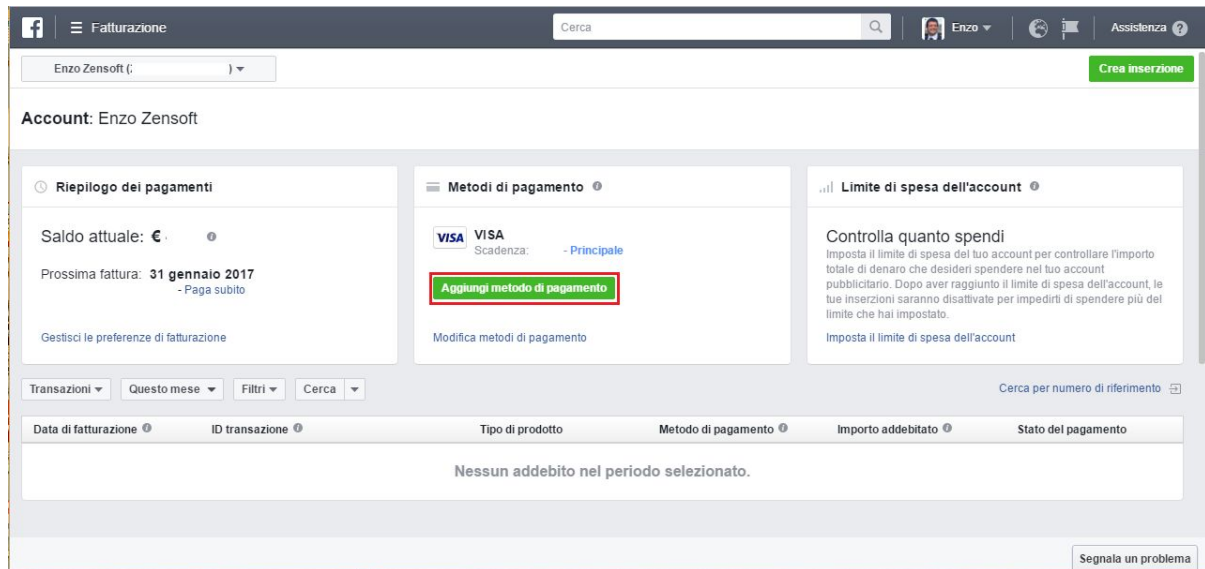 f Fatturazione Cerca Enzo Assistenza
Enzo Zensoft (
)
Crea inserzione
Account: Enzo Zensoft
Riepilogo dei pagamenti
Saldo attuale: €
Prossima fattura: 31 gennaio 2017
- Paga subito
Gestisci le preferenze di fatturazione
Metodi di pagamento
VISA VISA
Scadenza: - Principale
Aggiungi metodo di pagamento
Modifica metodi di pagamento
Limite di spesa dell'account
Controlla quanto spendi
Imposta il limite di spesa del tuo account per controllare l'importo
totale di denaro che desideri spendere nel tuo account
pubblicitario. Dopo aver raggiunto il limite di spesa dell'account, le
tue inserzioni saranno disattivate per impedirti di spendere più del
limite che hai impostato.
Imposta il limite di spesa dell'account
Transazioni Questo mese Filtri Cerca Cerca per numero di riferimento
Data di fatturazione ID transazione Tipo di prodotto Metodo di pagamento Importo addebitato Stato del pagamento
Nessun addebito nel periodo selezionato.
Segnala un problema